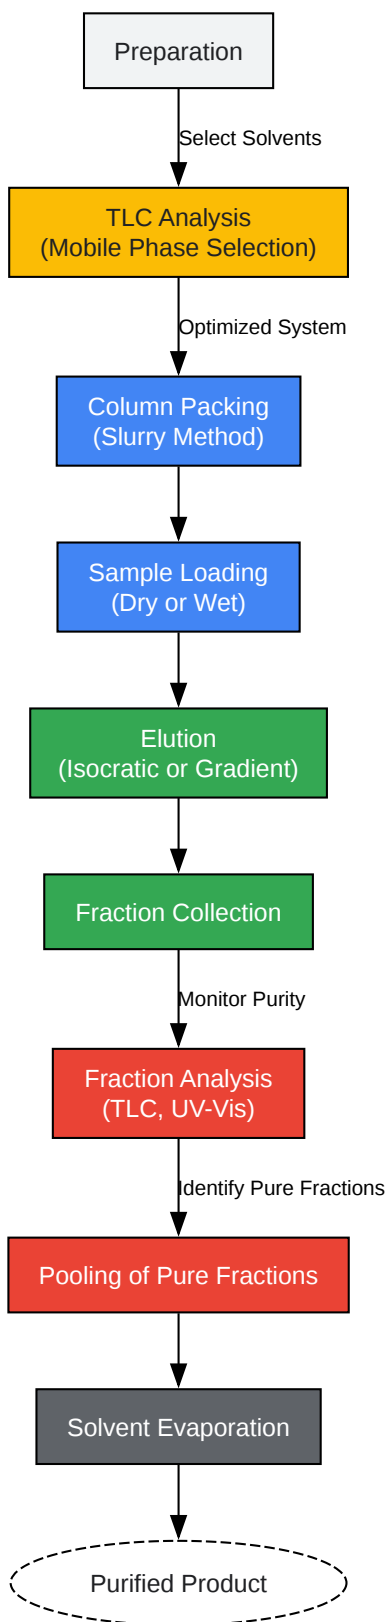 Preparation
Select Solvents
TLC Analysis
(Mobile Phase Selection)
Optimized System
Column Packing
(Slurry Method)
Sample Loading
(Dry or Wet)
Elution
(Isocratic or Gradient)
Fraction Collection
Monitor Purity
Fraction Analysis
(TLC, UV-Vis)
Identify Pure Fractions
Pooling of Pure Fractions
Solvent Evaporation
Purified Product